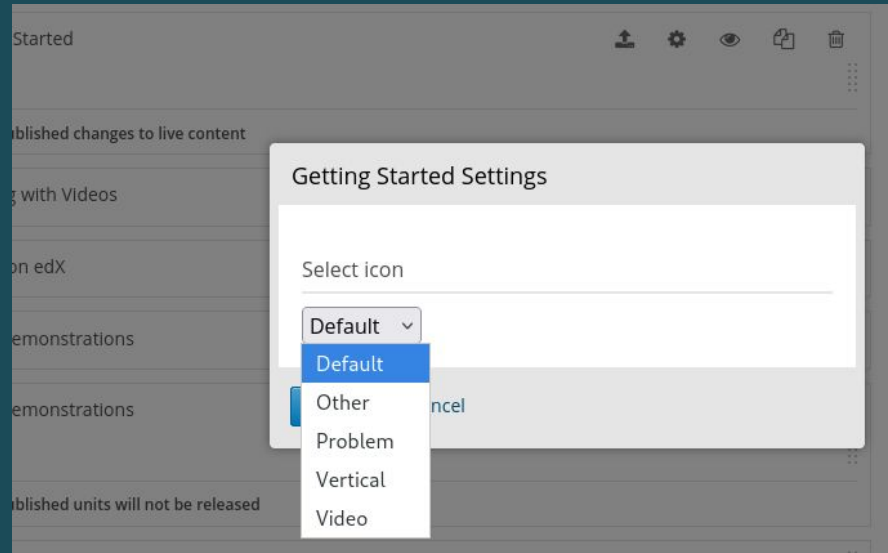 Started
blished changes to live content
Getting Started Settings
with Videos
on edX
Select icon
Default
emonstrations
Default
Other
ncel
emonstrations
Problem
Vertical
blished units will not be released
Video